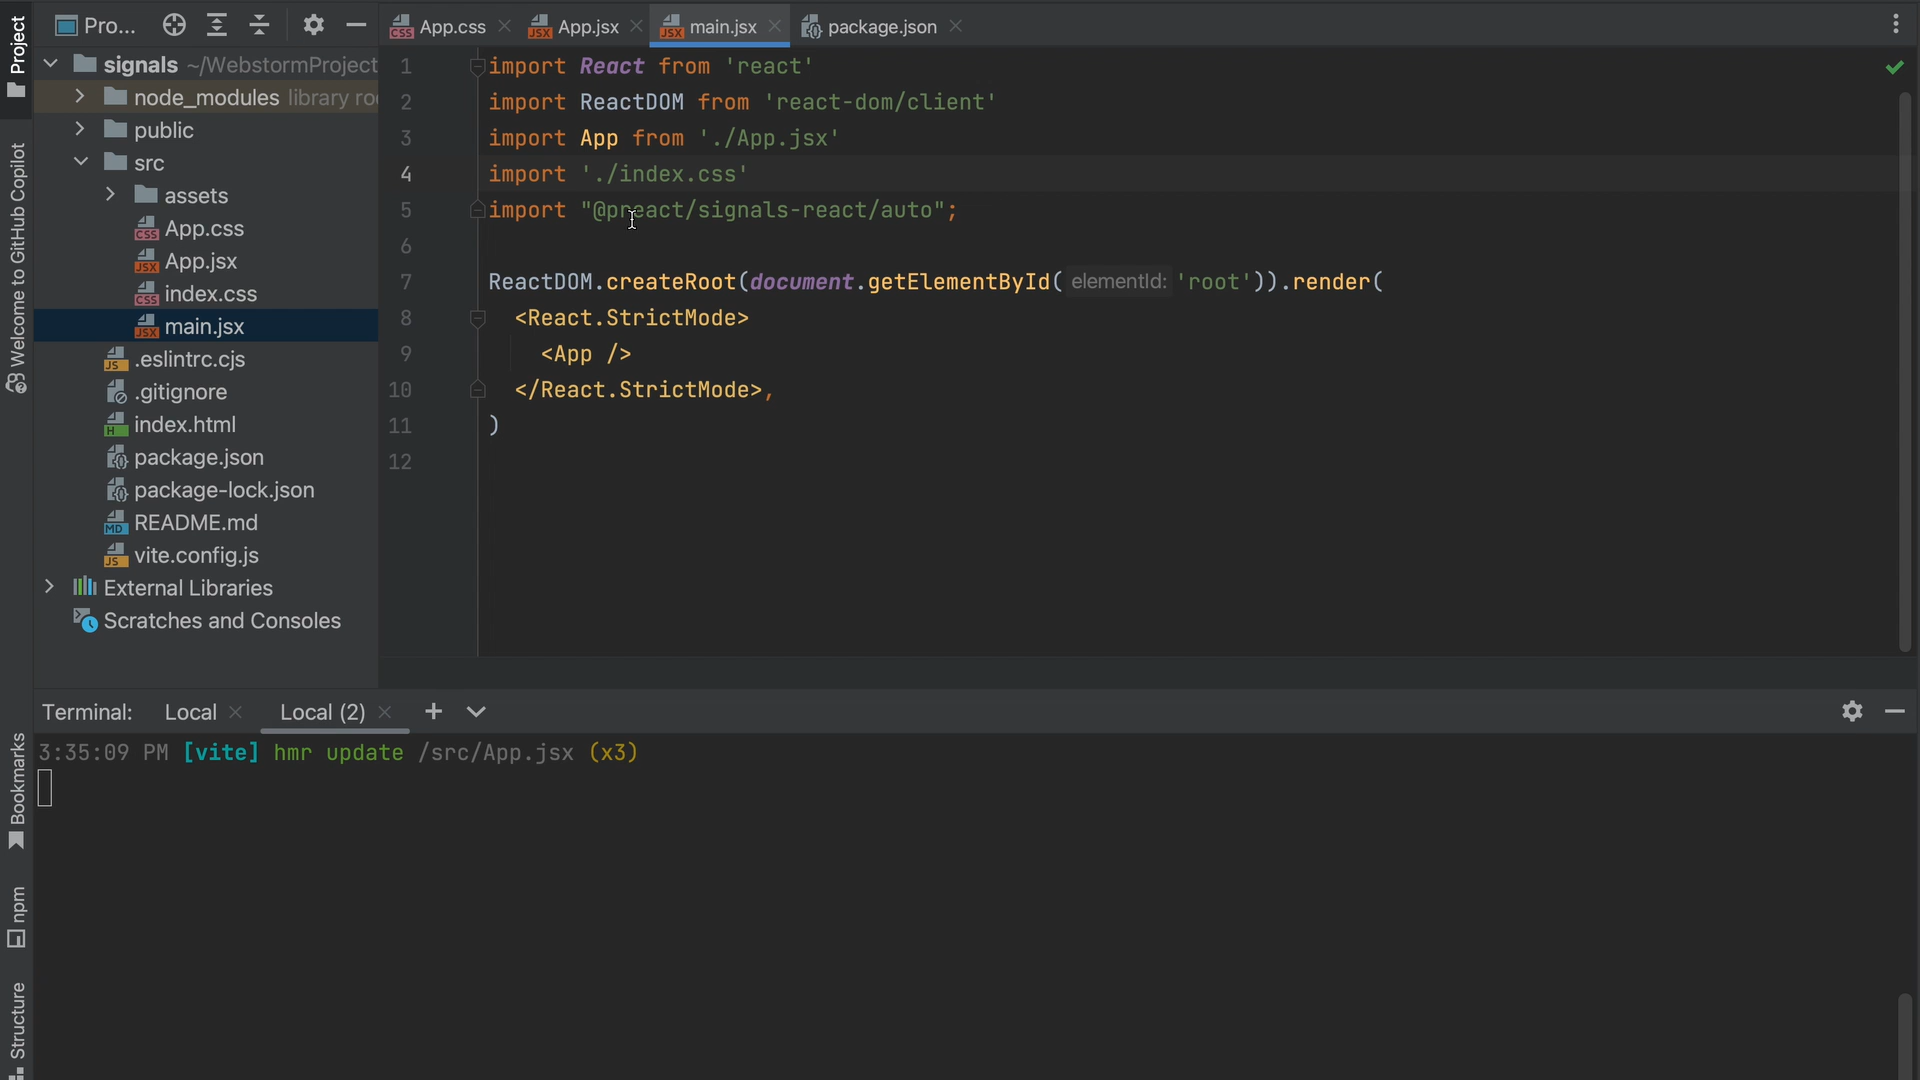 Pro...
App.css
App.jsx
main.jsx
package.json
Project
Welcome to GitHub Copilot
Bookmarks
npm
Structure
signals ~/WebstormProject
node_modules library roo
public
src
assets
App.css
App.jsx
index.css
main.jsx
.eslintrc.cjs
.gitignore
index.html
package.json
package-lock.json
README.md
vite.config.js
External Libraries
Scratches and Consoles
1 import React from 'react'
2 import ReactDOM from 'react-dom/client'
3 import App from './App.jsx'
4 import './index.css'
5 import "@preact/signals-react/auto";
6
7 ReactDOM.createRoot(document.getElementById( elementId: 'root')).render(
8 <React.StrictMode>
9 <App />
10 </React.StrictMode>,
11 )
12
Terminal: Local Local (2)
3:35:09 PM [vite] hmr update /src/App.jsx (x3)